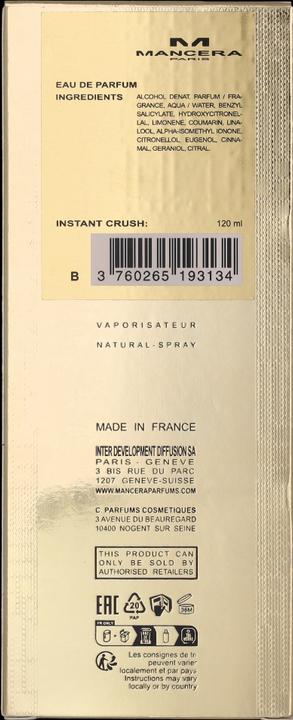 MANCERA
PARIS
EAU DE PARFUM
INGREDIENTS
ALCOHOL DENAT, PARFUM / FRA-
GRANCE, AQUA / WATER, BENZYL
SALICYLATE, HYDROXYCITRONEL-
LAL, LIMONENE, COUMARIN, LINA-
LOOL, ALPHA-ISOMETHYL IONONE,
CITRONELLOL, EUGENOL, CINNA-
MAL, GERANIOL, CITRAL.
INSTANT CRUSH: 120 ml
B 3 760265 193134
VAPORISATEUR
NATURAL-SPRAY
MADE IN FRANCE
INTER DEVELOPMENT DIFFUSION SA
PARIS - GENEVE
3 BIS RUE DU PARC
1207 GENEVE-SUISSE
WWW.MANCERAPARFUMS.COM
C. PARFUMS COSMETIQUES
3 AVENUE DU BEAUREGARD
10400 NOGENT SUR SEINE
THIS PRODUCT CAN
ONLY BE SOLD BY
AUTHORISED RETAILERS
EAC 20 36M
PAP
FR ONLY
Les consignes de tri
peuvent varier
localement et par pays
Instructions may vary
locally or by country